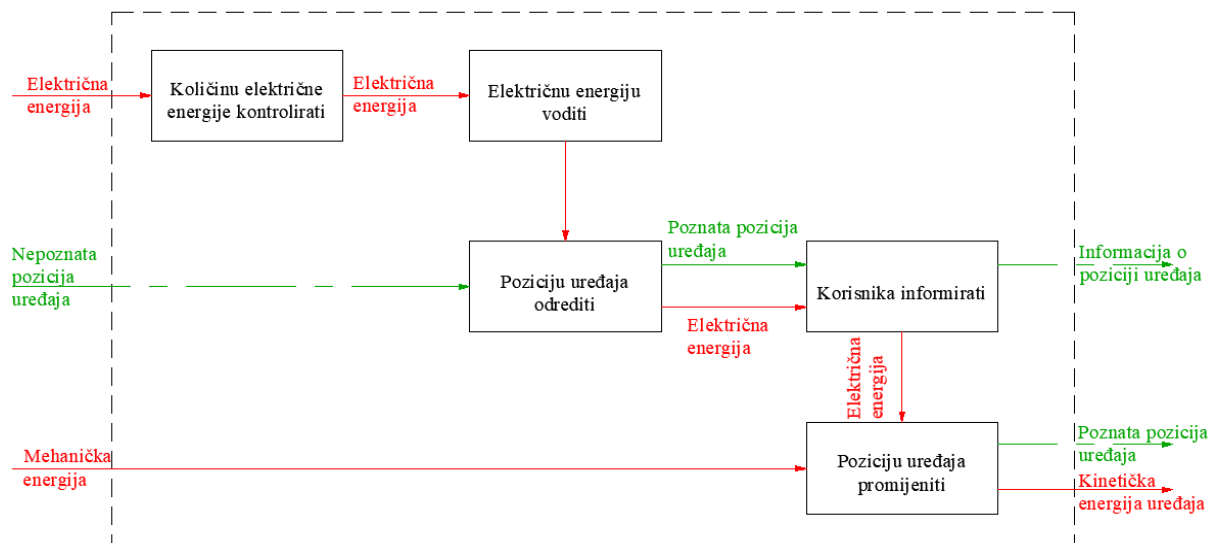 Električna
energija
Količinu električne
energije kontrolirati
Električna
energija
Električnu energiju
voditi
Nepoznata
pozicija
uređaja
Poziciju uređaja
odrediti
Poznata pozicija
uređaja
Električna
energija
Korisnika informirati
Informacija o
poziciji uređaja
Električna
energija
Mehanička
energija
Poziciju uređaja
promijeniti
Poznata pozicija
uređaja
Kinetička
energija uređaja